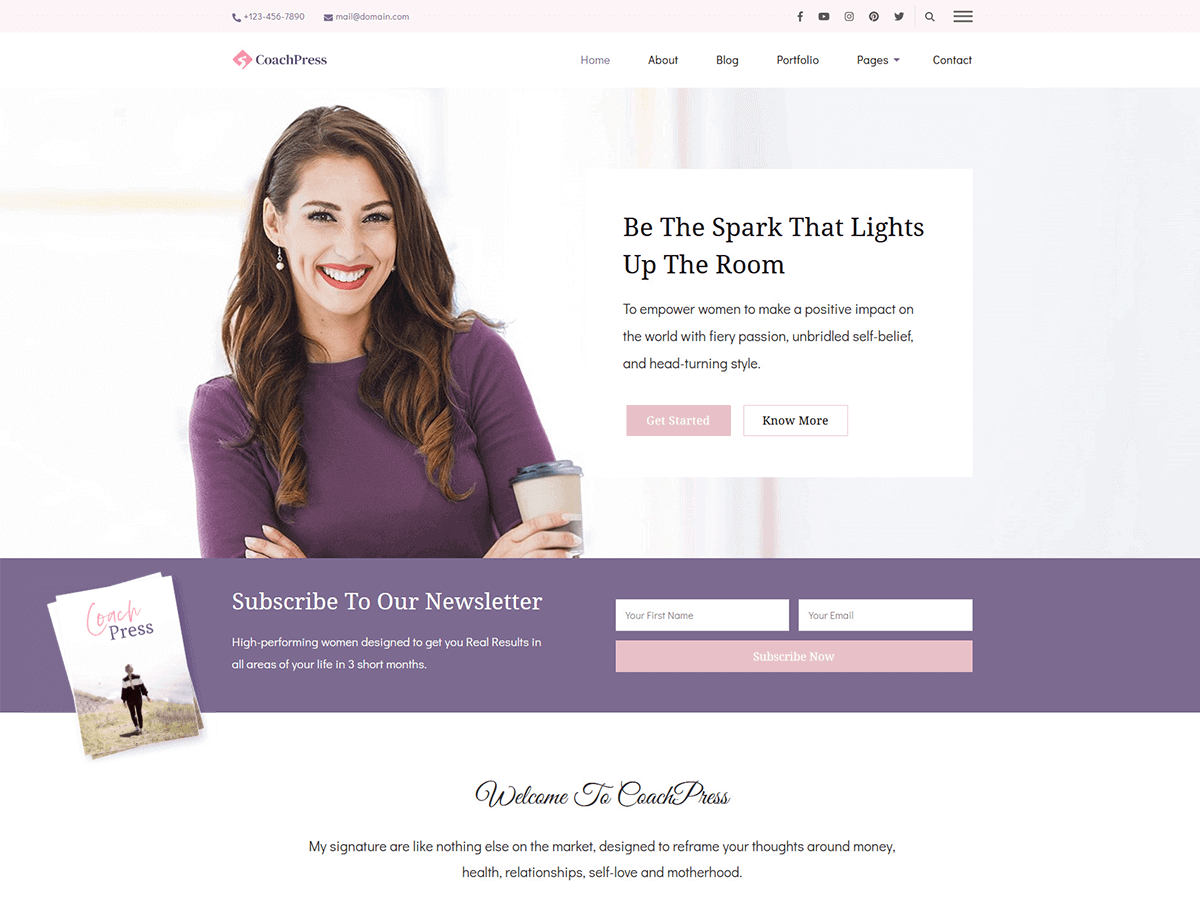 +123-456-7890 mail@domain.com
CoachPress
Home About Blog Portfolio Pages Contact
Be The Spark That Lights
Up The Room
To empower women to make a positive impact on
the world with fiery passion, unbridled self-belief,
and head-turning style.
Get Started Know More
Coach
Press
Subscribe To Our Newsletter
High-performing women designed to get you Real Results in
all areas of your life in 3 short months.
Your First Name Your Email
Subscribe Now
Welcome To CoachPress
My signature are like nothing else on the market, designed to reframe your thoughts around money,
health, relationships, self-love and motherhood.